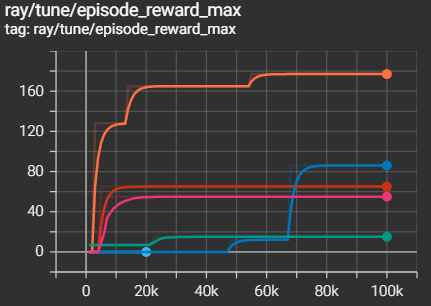 ray/tune/episode_reward_max
tag: ray/tune/episode_reward_max
160
120
80
40
0
0 20k 40k 60k 80k 100k